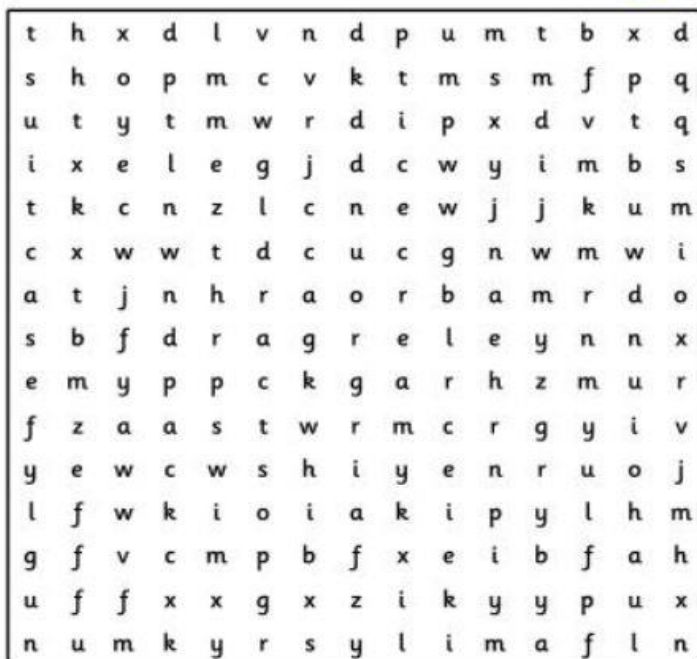 t h x d l v n d p u m t b x d
s h o p m c v k t m s m f p q
u t y t m w r d i p x d v t q
i x e l e g j d c w y i m b s
t k c n z l c n e w j j k u m
c x w w t d c u c g n w m w i
a t j n h r a o r b a m r d o
s b f d r a g r e l e y n n x
e m y p p c k g a r h z m u r
f z a a s t w r m c r g y i v
y e w c w s h i y e n r u o j
l f w k i o i a k i p y l h m
g f v c m p b f x e i b f a h
u f f x x g x z i k y y p u x
n u m k y r s y l i m a f l n